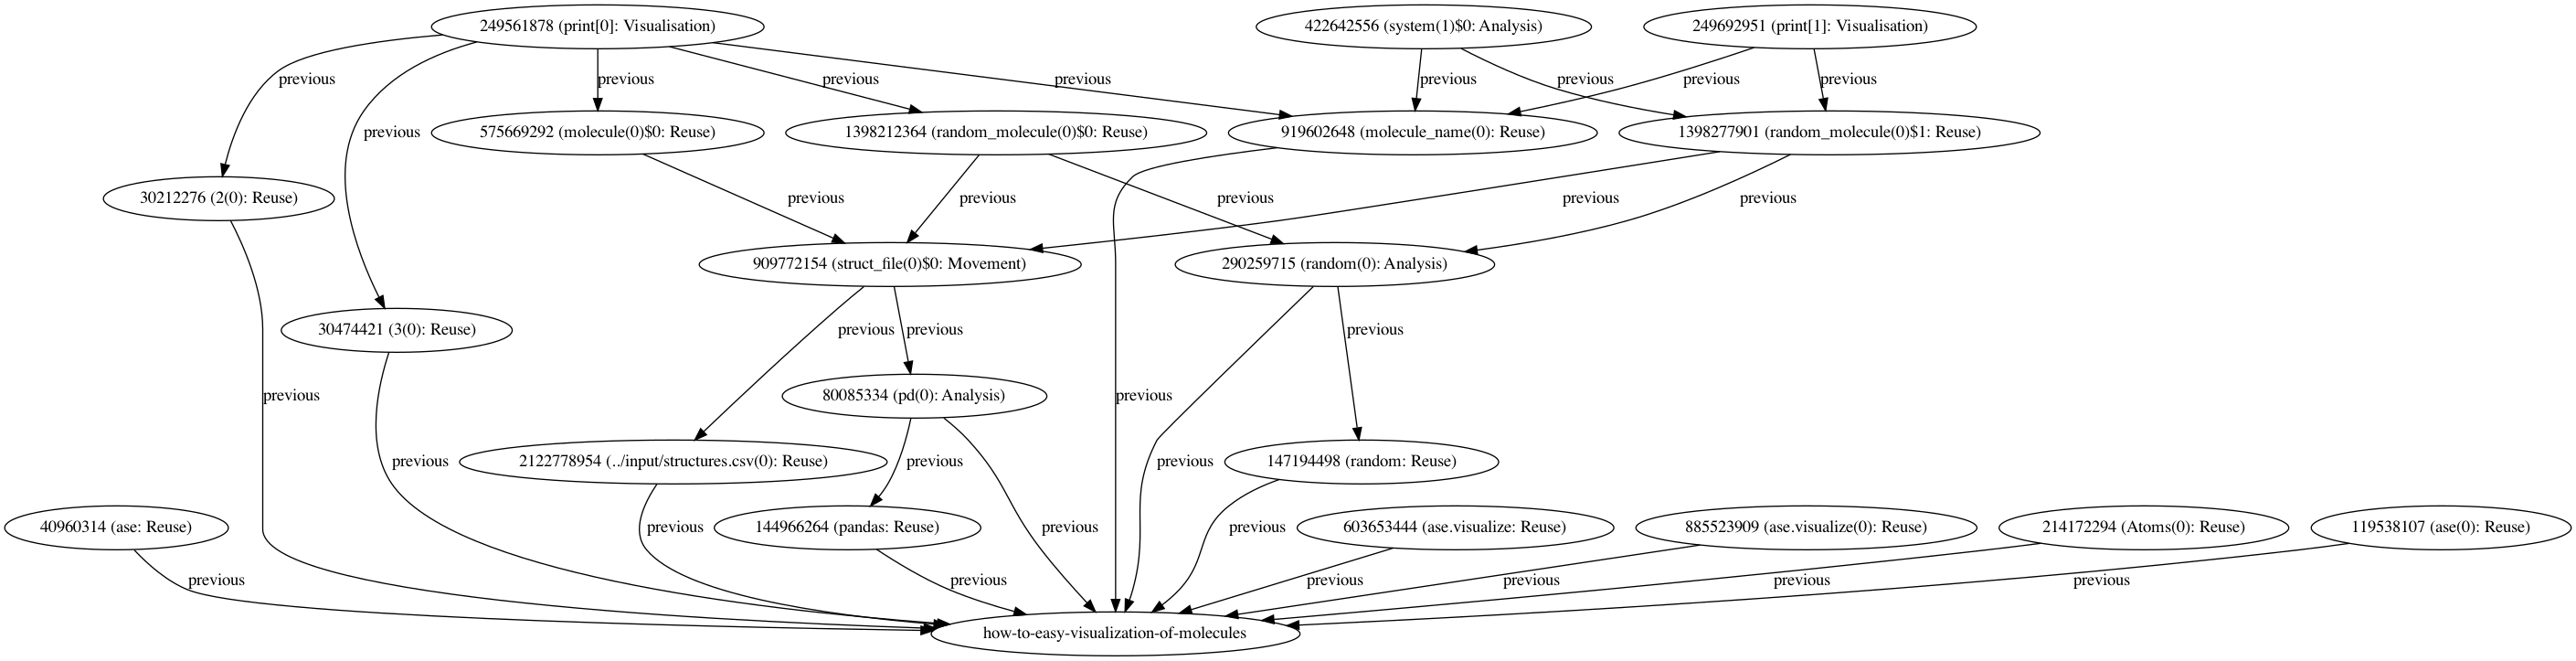 249561878 (print[0]: Visualisation)
422642556 (system(1)$0: Analysis)
249692951 (print[1]: Visualisation)
previous
previous
previous
previous
previous
previous
previous
previous
previous
575669292 (molecule(0)$0: Reuse)
1398212364 (random_molecule(0)$0: Reuse)
919602648 (molecule_name(0): Reuse)
1398277901 (random_molecule(0)$1: Reuse)
30212276 (2(0): Reuse)
previous
previous
previous
previous
previous
909772154 (struct_file(0)$0: Movement)
290259715 (random(0): Analysis)
30474421 (3(0): Reuse)
previous
previous
previous
previous
80085334 (pd(0): Analysis)
previous
previous
2122778954 (../input/structures.csv(0): Reuse)
previous
previous
147194498 (random: Reuse)
40960314 (ase: Reuse)
previous
144966264 (pandas: Reuse)
previous
previous
603653444 (ase.visualize: Reuse)
885523909 (ase.visualize(0): Reuse)
214172294 (Atoms(0): Reuse)
119538107 (ase(0): Reuse)
previous
previous
previous
previous
previous
previous
how-to-easy-visualization-of-molecules